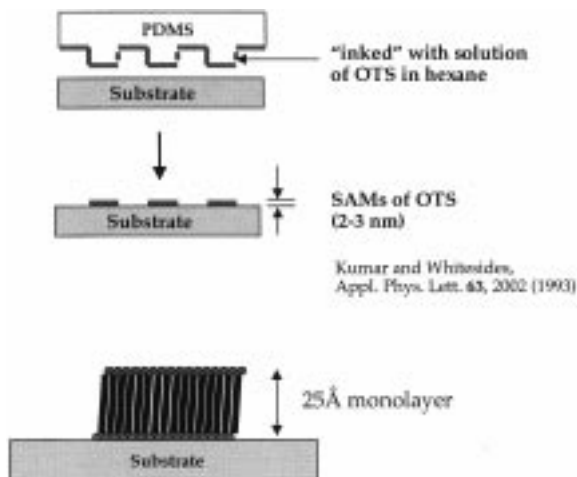 PDMS
"inked" with solution
of OTS in hexane
Substrate
SAMs of OTS
(2-3 nm)
Substrate
Kumar and Whitesides,
Appl. Phys. Lett. 63, 2002 (1993)
25Å monolayer
Substrate